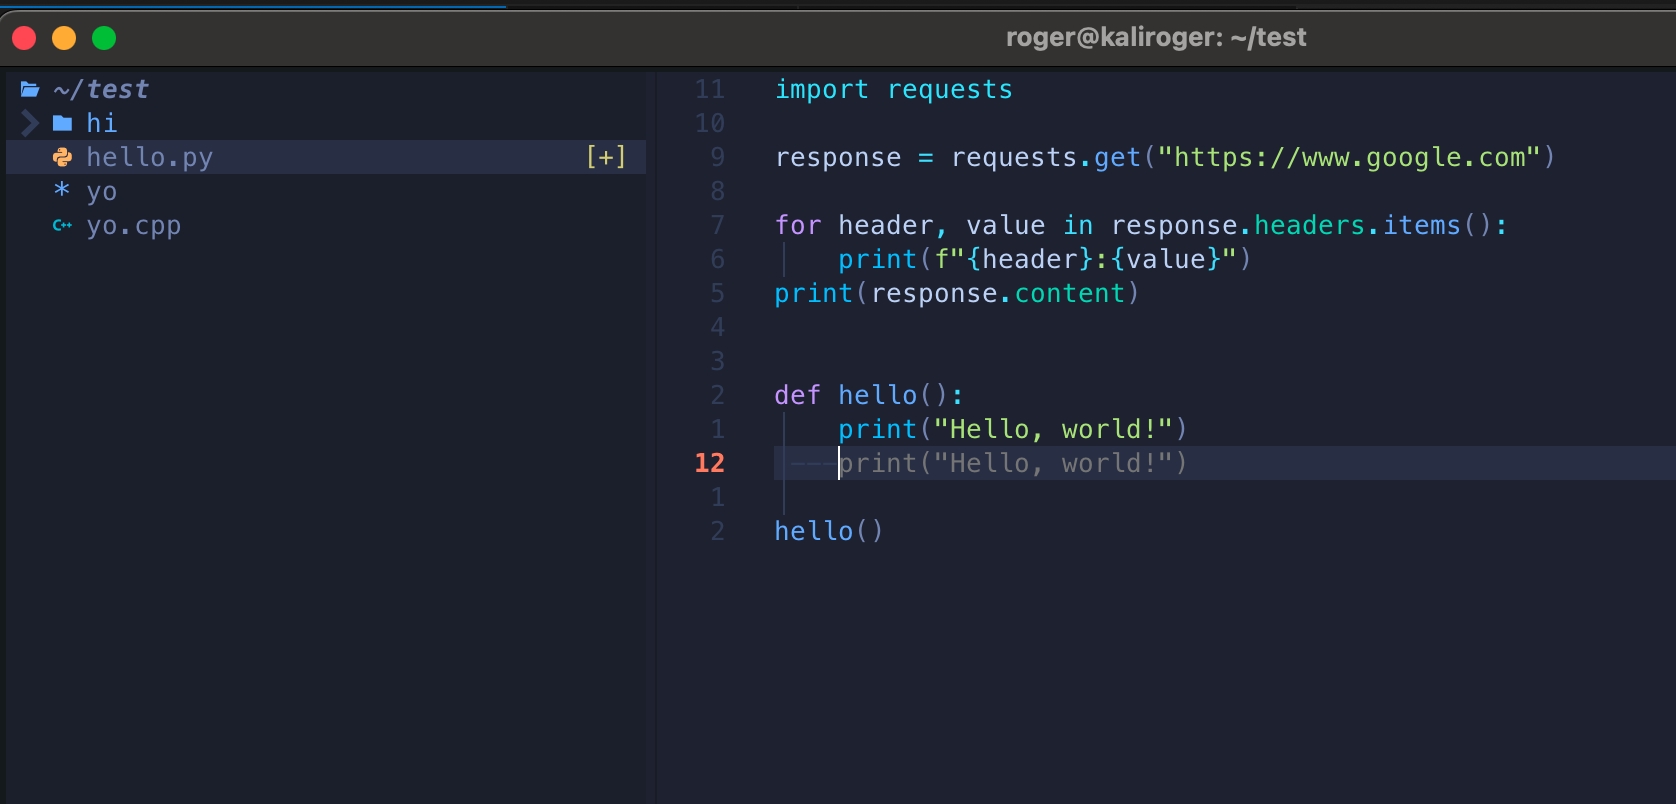 roger@kaliroger: ~/test
~/test
hi
hello.py [+]
* yo
C++ yo.cpp
11 import requests
10
9 response = requests.get("https://www.google.com")
8
7 for header, value in response.headers.items():
6     print(f"{header}:{value}")
5 print(response.content)
4
3
2 def hello():
1     print("Hello, world!")
12     print("Hello, world!")
1
2 hello()